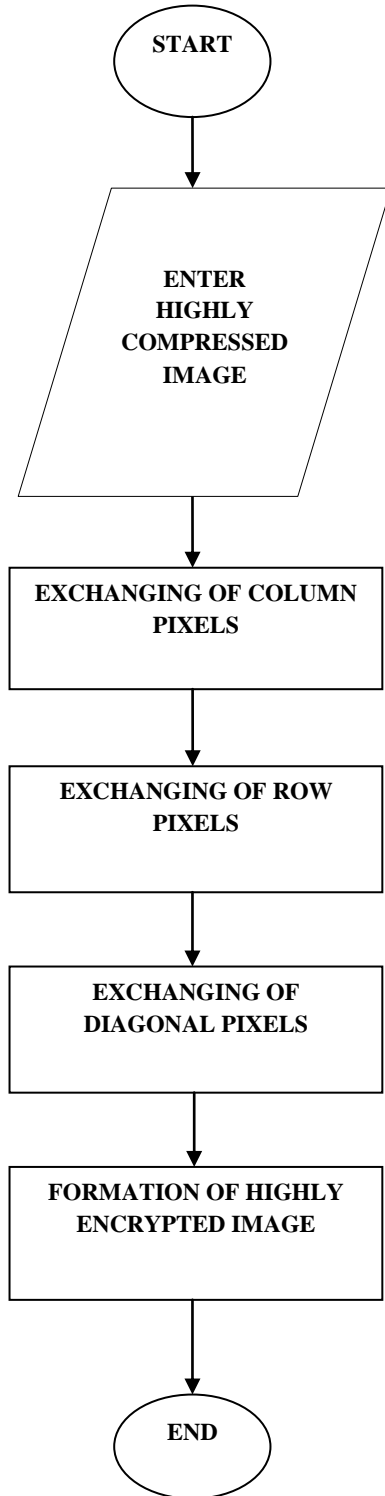 START
ENTER
HIGHLY
COMPRESSED
IMAGE
EXCHANGING OF COLUMN
PIXELS
EXCHANGING OF ROW
PIXELS
EXCHANGING OF
DIAGONAL PIXELS
FORMATION OF HIGHLY
ENCRYPTED IMAGE
END